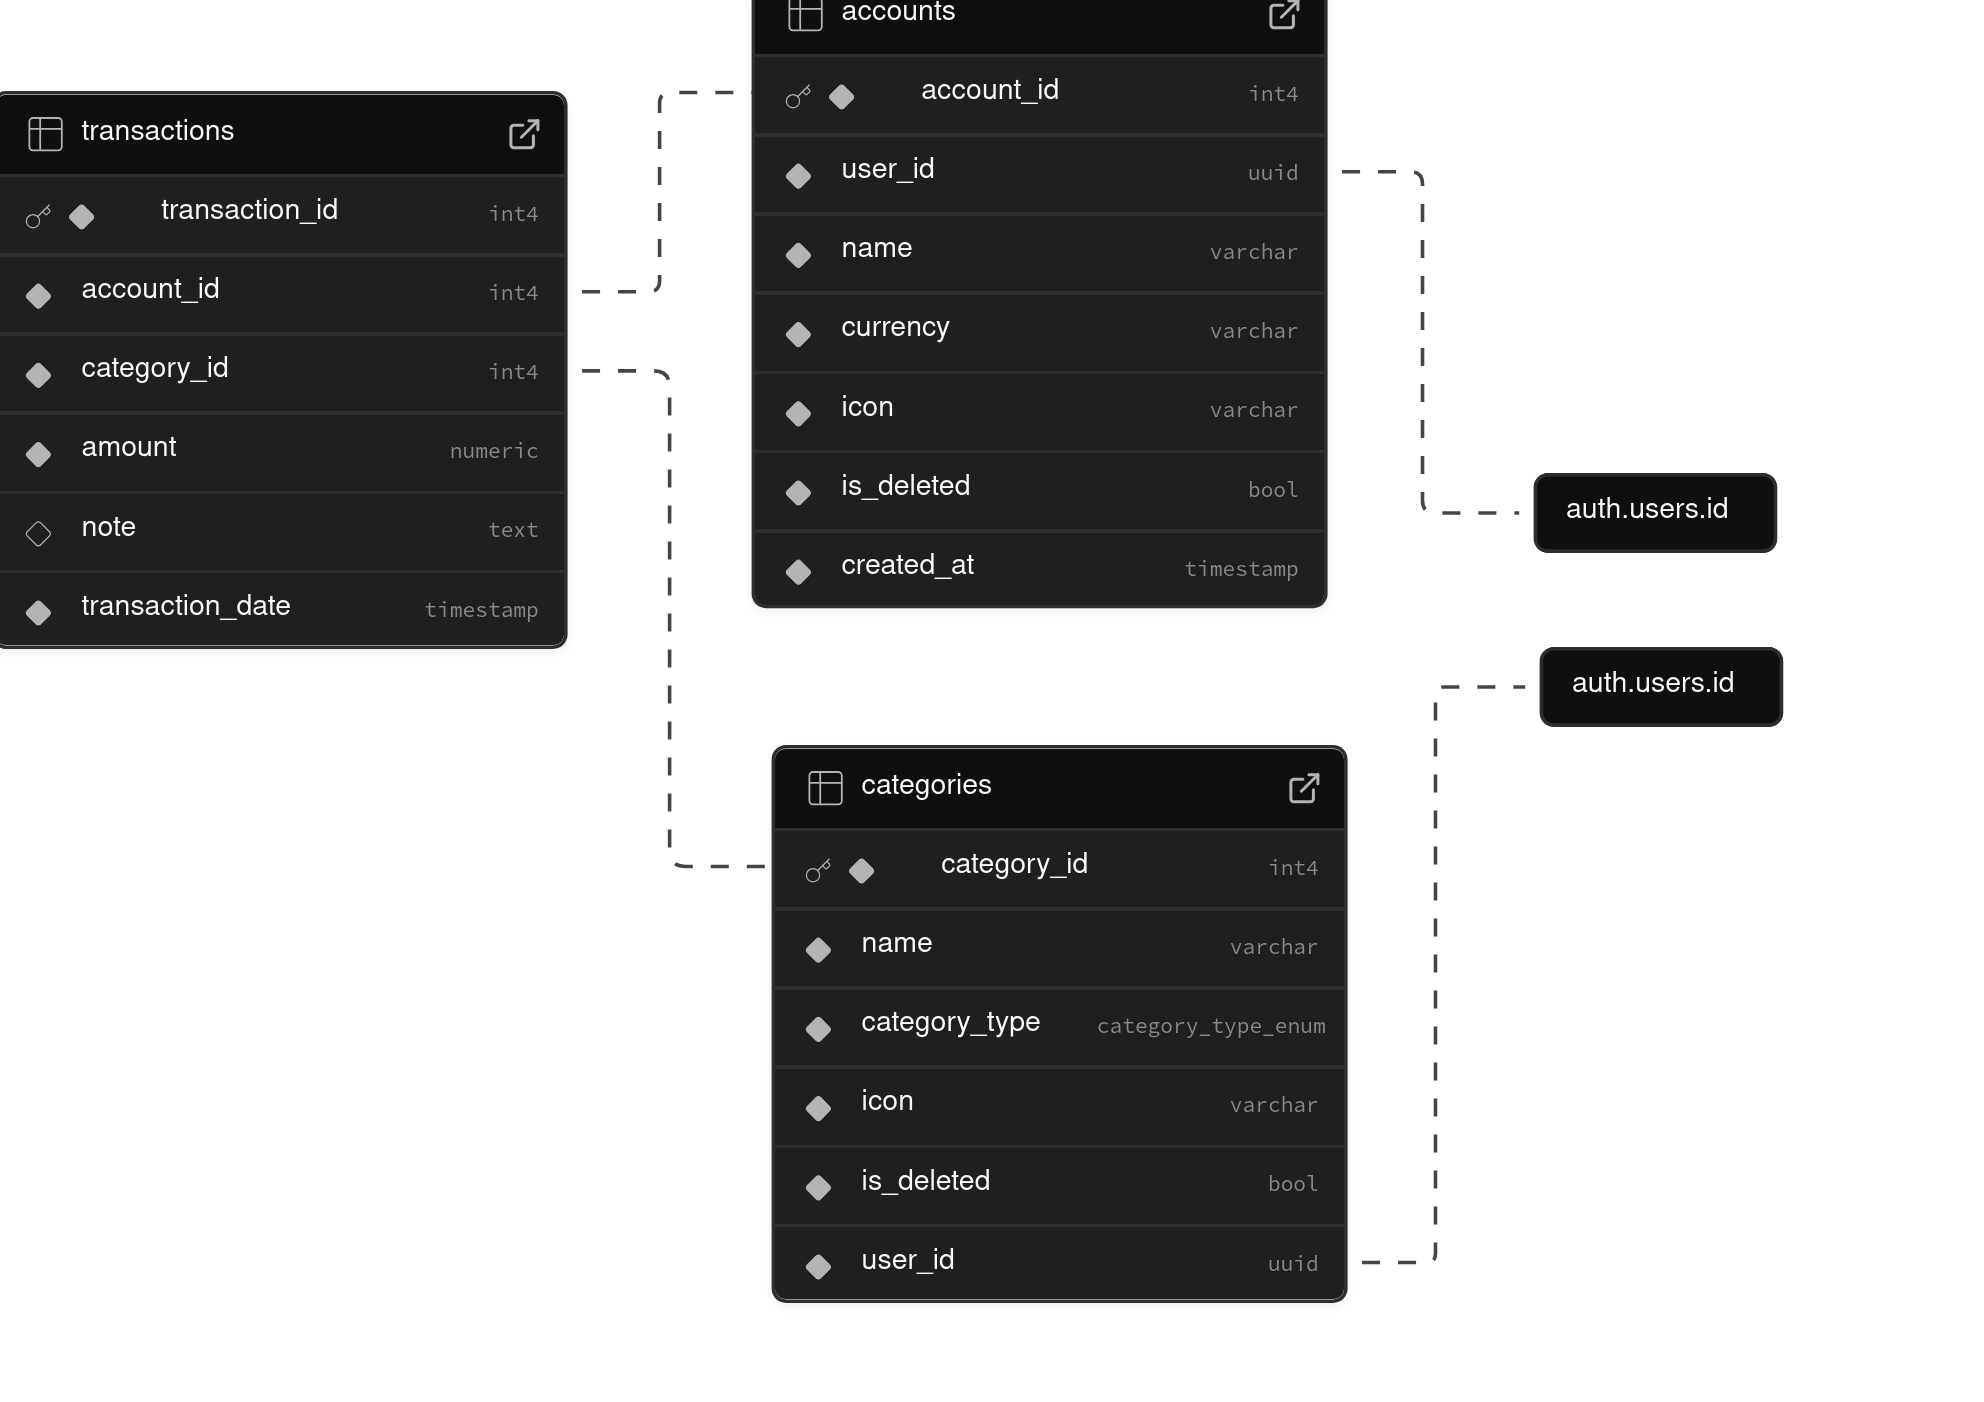 transactions
transaction_id int4
account_id int4
category_id int4
amount numeric
note text
transaction_date timestamp
accounts
account_id int4
user_id uuid
name varchar
currency varchar
icon varchar
is_deleted bool
created_at timestamp
auth.users.id
auth.users.id
categories
category_id int4
name varchar
category_type category_type_enum
icon varchar
is_deleted bool
user_id uuid